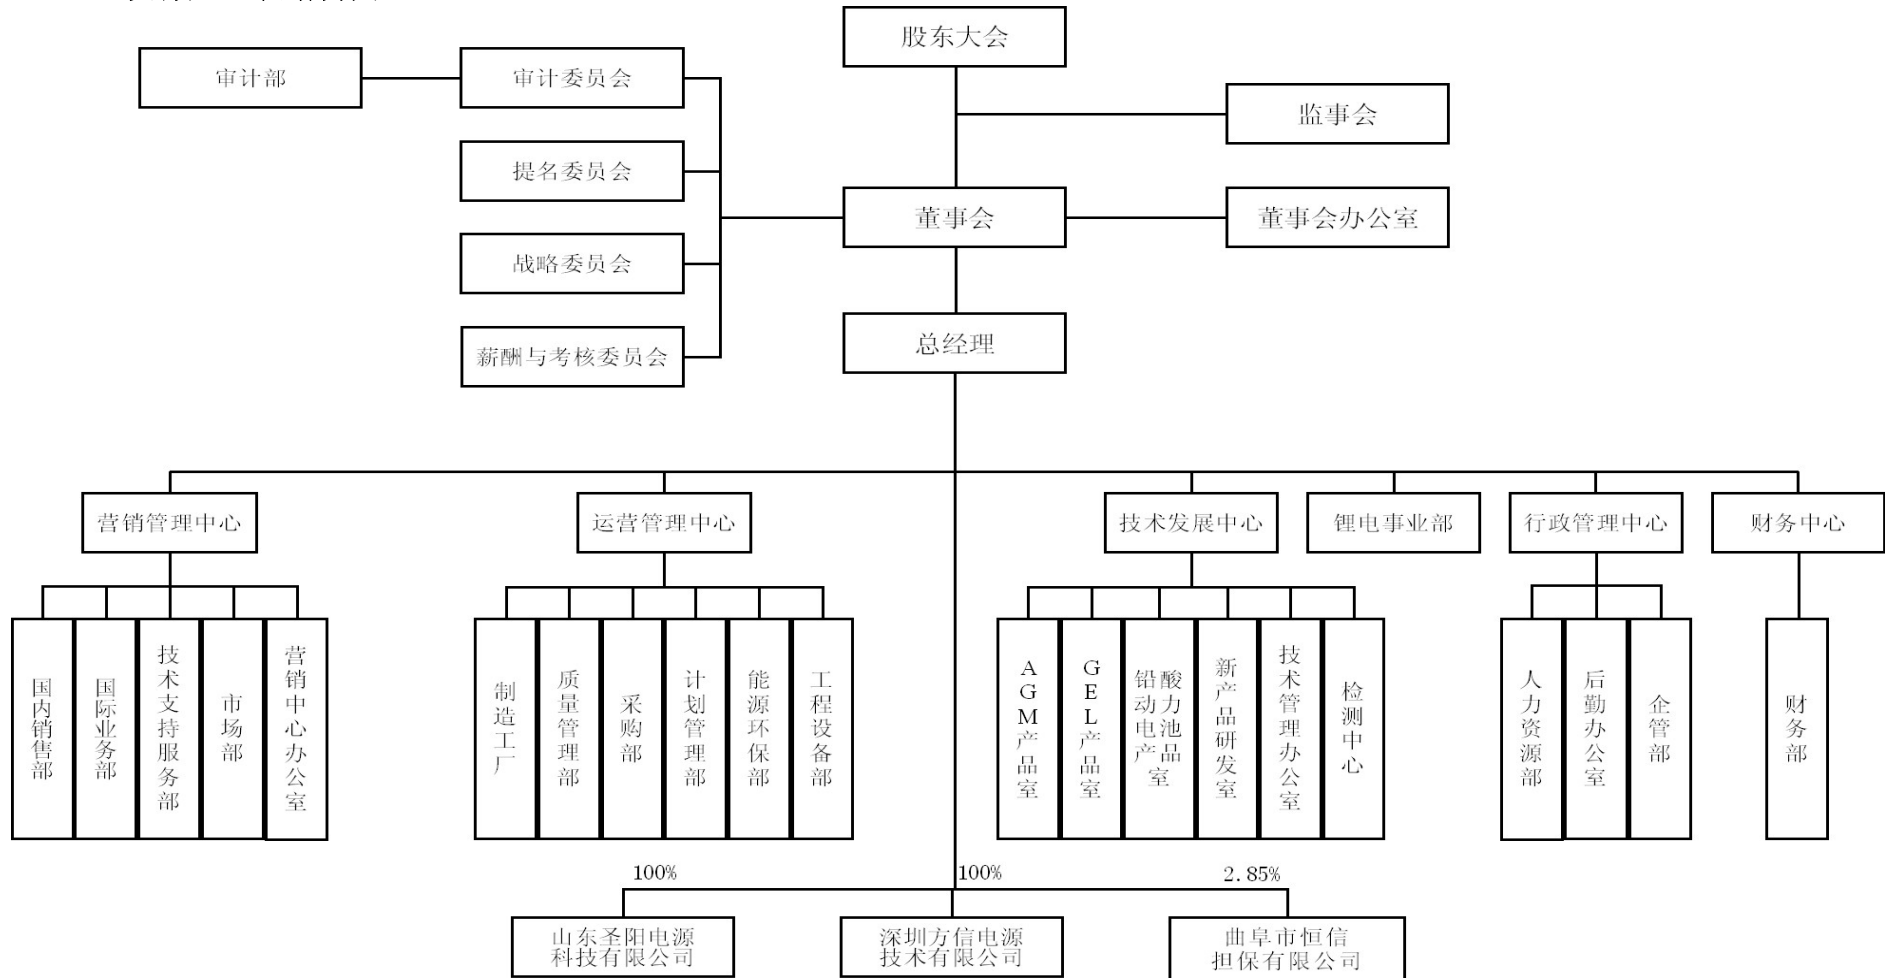 股东大会
审计部
审计委员会
监事会
提名委员会
董事会
董事会办公室
战略委员会
总经理
薪酬与考核委员会
营销管理中心
运营管理中心
技术发展中心
锂电事业部
行政管理中心
财务中心
国内销售部
国际业务部
技术支持服务部
市场部
营销中心办公室
制造工厂
质量管理部
采购部
计划管理部
能源环保部
工程设备部
AGM产品室
GEL产品室
铅酸动力电池产品室
新产品研发室
技术管理办公室
检测中心
人力资源部
后勤办公室
企管部
财务部
100%
100%
2.85%
山东圣阳电源
科技有限公司
深圳方信电源
技术有限公司
曲阜市恒信
担保有限公司